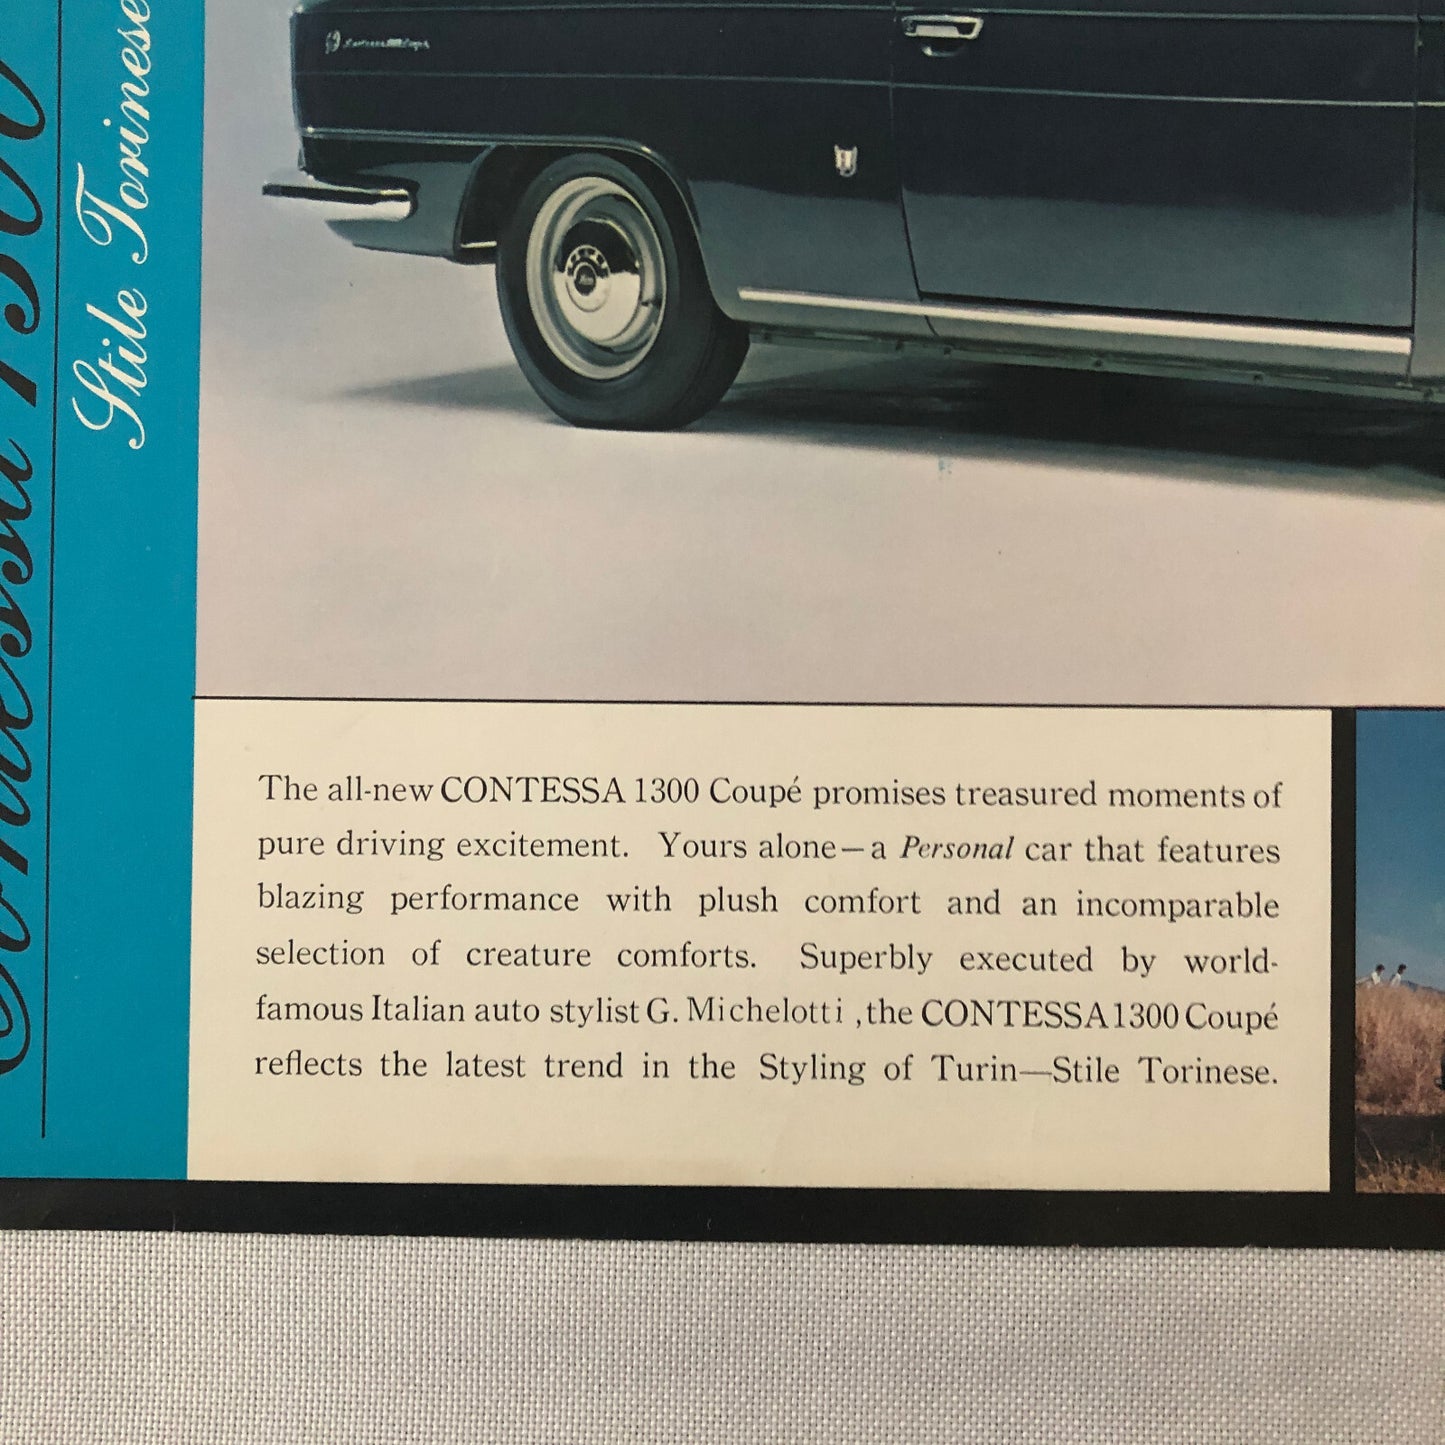 Contessa 1300
Stile Torinese
The all-new CONTESSA 1300 Coupé promises treasured moments of
pure driving excitement. Yours alone—a Personal car that features
blazing performance with plush comfort and an incomparable
selection of creature comforts. Superbly executed by world-
famous Italian auto stylist G. Michelotti ,the CONTESSA 1300 Coupé
reflects the latest trend in the Styling of Turin—Stile Torinese.